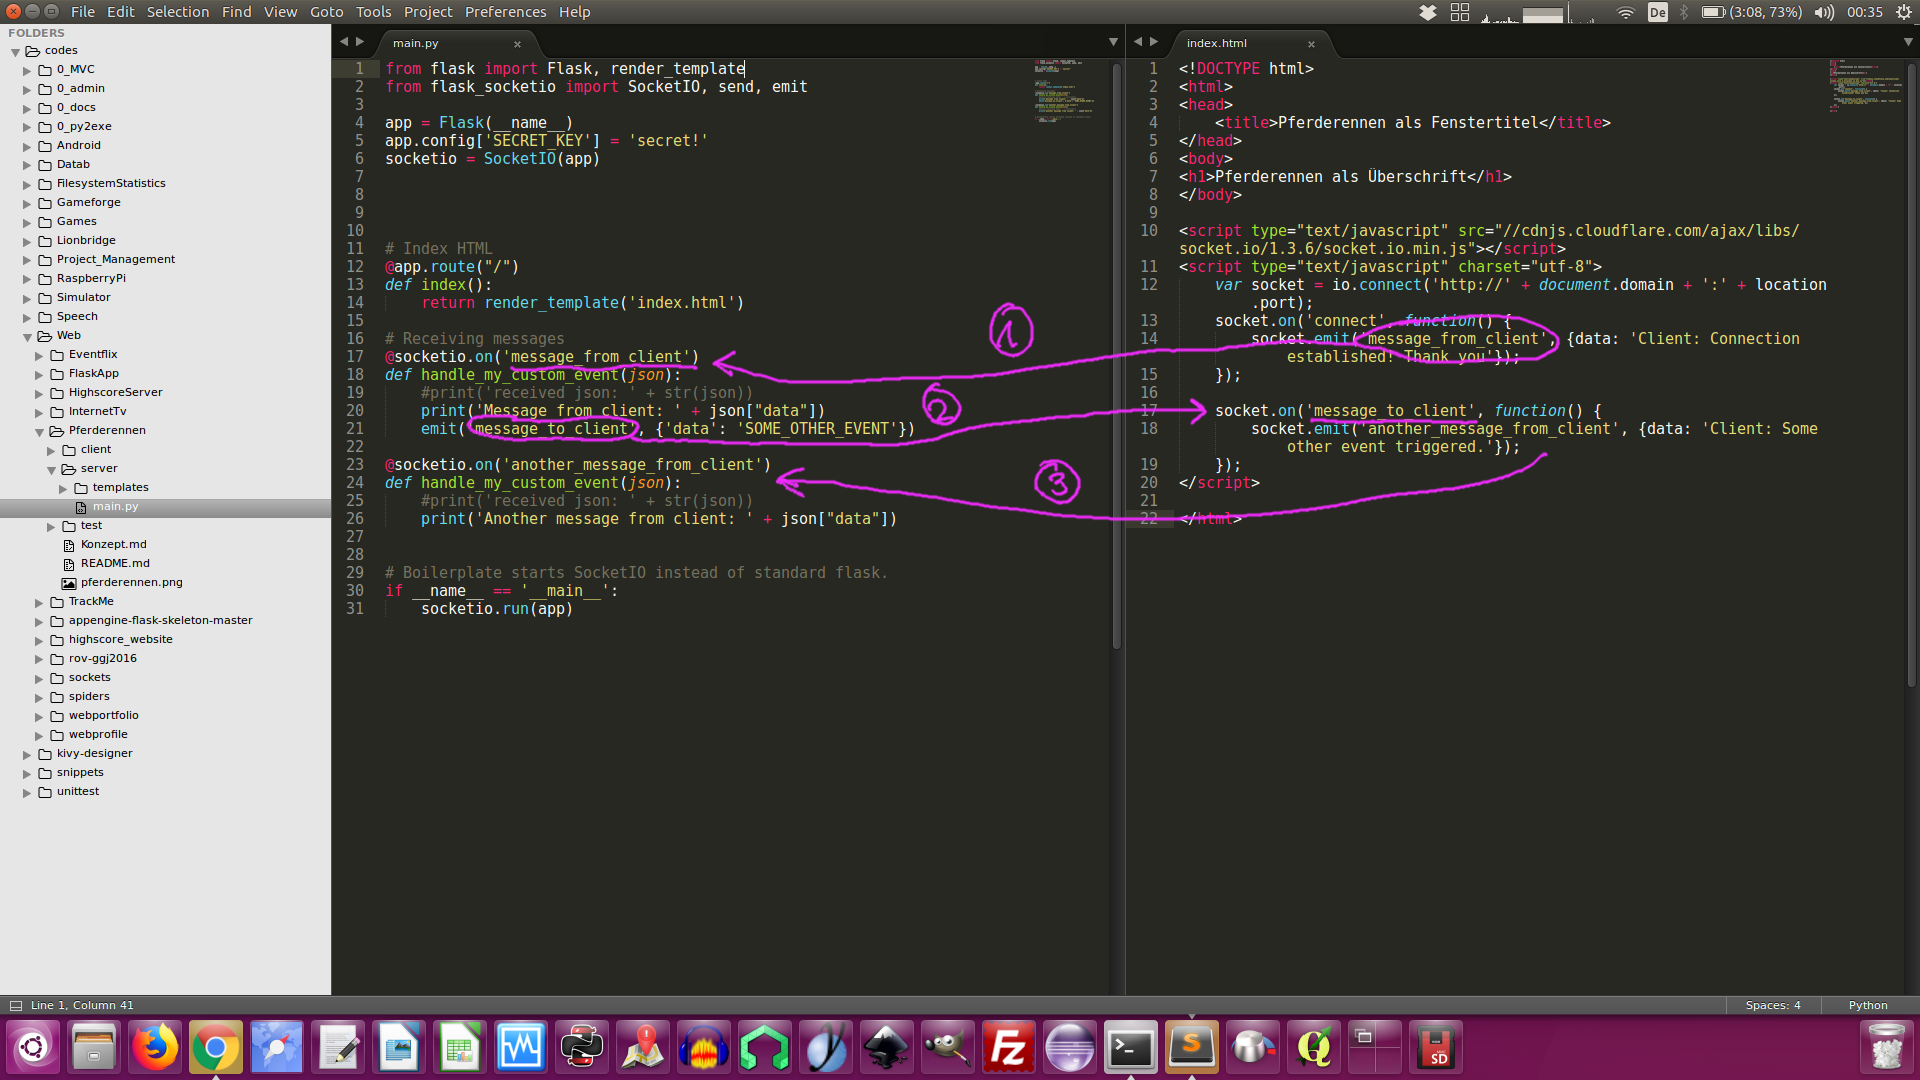 File Edit Selection Find View Goto Tools Project Preferences Help
De (3:08, 73%) 00:35
FOLDERS
codes
0_MVC
0_admin
0_docs
0_py2exe
Android
Datab
FilesystemStatistics
Gameforge
Games
Lionbridge
Project_Management
RaspberryPi
Simulator
Speech
Web
Eventflix
FlaskApp
HighscoreServer
InternetTv
Pferderennen
client
server
templates
main.py
test
Konzept.md
README.md
pferderennen.png
TrackMe
appengine-flask-skeleton-master
highscore_website
rov-ggj2016
sockets
spiders
webportfolio
webprofile
kivy-designer
snippets
unittest
main.py
1 from flask import Flask, render_template
2 from flask_socketio import SocketIO, send, emit
3
4 app = Flask(__name__)
5 app.config['SECRET_KEY'] = 'secret!'
6 socketio = SocketIO(app)
7
8
9
10
11 # Index HTML
12 @app.route("/")
13 def index():
14     return render_template('index.html')
15
16 # Receiving messages
17 @socketio.on('message_from_client')
18 def handle_my_custom_event(json):
19     #print('received json: ' + str(json))
20     print('Message from client: ' + json["data"])
21     emit('message_to_client', {'data': 'SOME_OTHER_EVENT'})
22
23 @socketio.on('another_message_from_client')
24 def handle_my_custom_event(json):
25     #print('received json: ' + str(json))
26     print('Another message from client: ' + json["data"])
27
28
29 # Boilerplate starts SocketIO instead of standard flask.
30 if __name__ == '__main__':
31     socketio.run(app)
1
2
3
index.html
1 <!DOCTYPE html>
2 <html>
3 <head>
4     <title>Pferderennen als Fenstertitel</title>
5 </head>
6 <body>
7 <h1>Pferderennen als Überschrift</h1>
8 </body>
9
10 <script type="text/javascript" src="//cdnjs.cloudflare.com/ajax/libs/
socket.io/1.3.6/socket.io.min.js"></script>
11 <script type="text/javascript" charset="utf-8">
12     var socket = io.connect('http://' + document.domain + ':' + location
.port);
13     socket.on('connect', function() {
14         socket.emit('message_from_client', {data: 'Client: Connection
established! Thank you'});
15     });
16
17     socket.on('message_to_client', function() {
18         socket.emit('another_message_from_client', {data: 'Client: Some
other event triggered.'});
19     });
20 </script>
21
22 </html>
Line 1, Column 41
Spaces: 4 Python
Fz
>_
S
SD